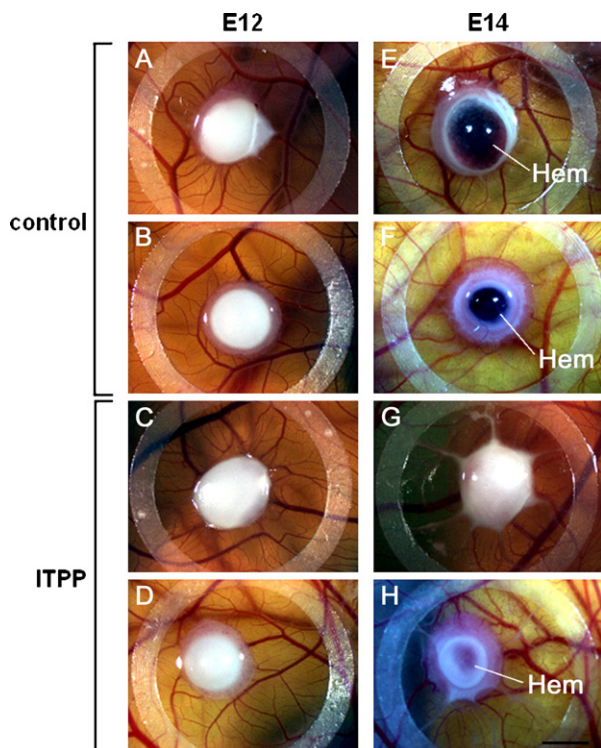 E12 E14
A E
Hem
control
B F
Hem
C G
ITPP
D H
Hem